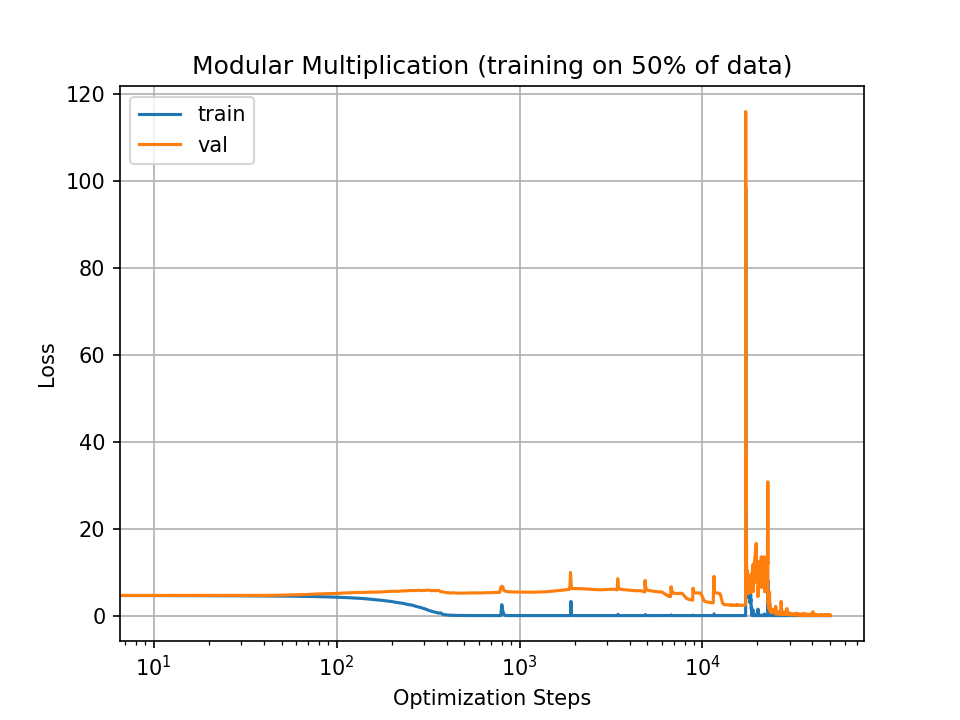 Modular Multiplication (training on 50% of data)
120
100
80
60
40
20
0
Loss
train
val
10¹
10²
10³
10⁴
Optimization Steps